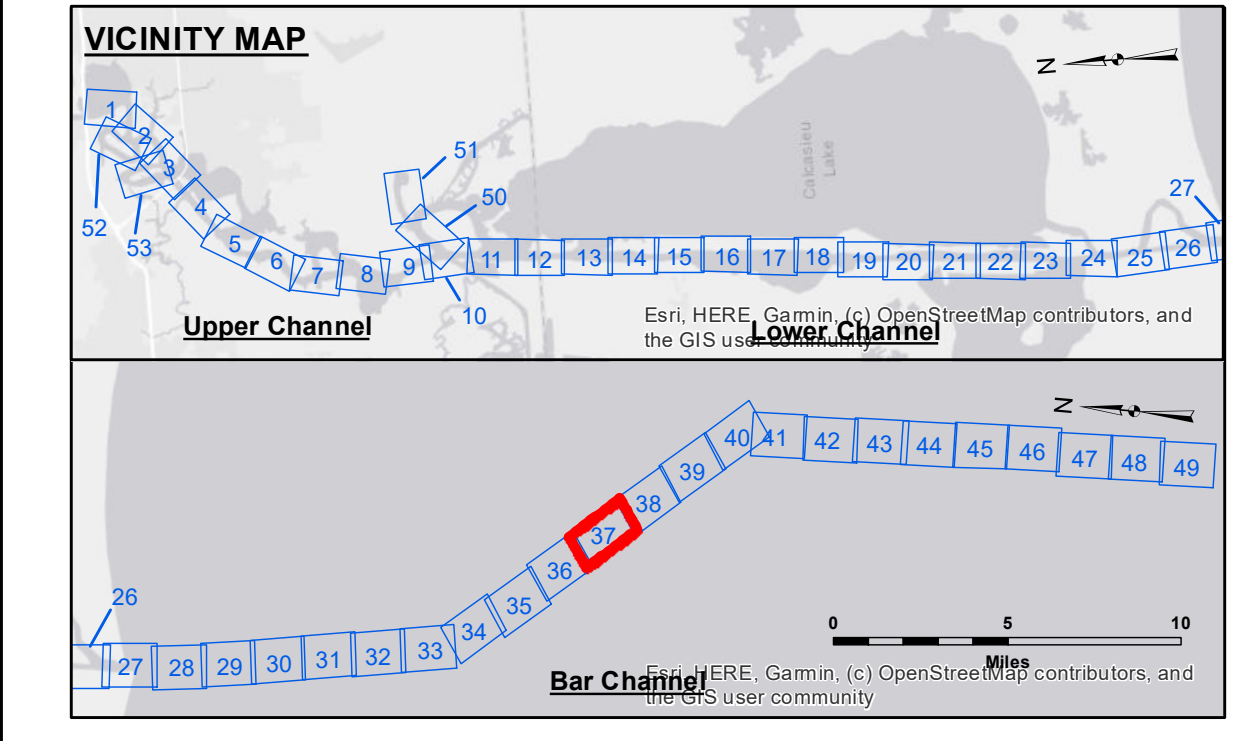 VICINITY MAP
N
1
2
3
4
5
6
7
8
9
10
11 12 13 14 15 16 17 18 19 20 21 22 23 24 25 26
27
50
51
52
53
Calcasieu
Lake
Upper Channel
Lower Channel
Esri, HERE, Garmin, (c) OpenStreetMap contributors, and
the GIS user community
N
26
27 28 29 30 31 32 33
34
35
36
37
38
39
40 41 42 43 44 45 46 47 48 49
0 5 10
Miles
Bar Channel
Esri, HERE, Garmin, (c) OpenStreetMap contributors, and
the GIS user community